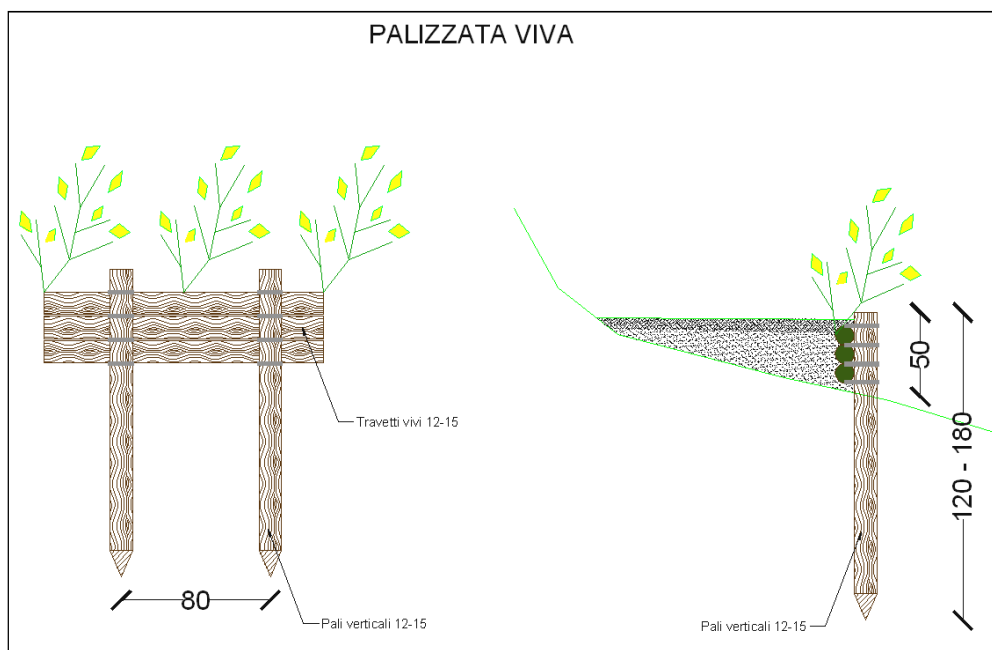 PALIZZATA VIVA
Travetti vivi 12-15
80
Pali verticali 12-15
50
120 - 180
Pali verticali 12-15